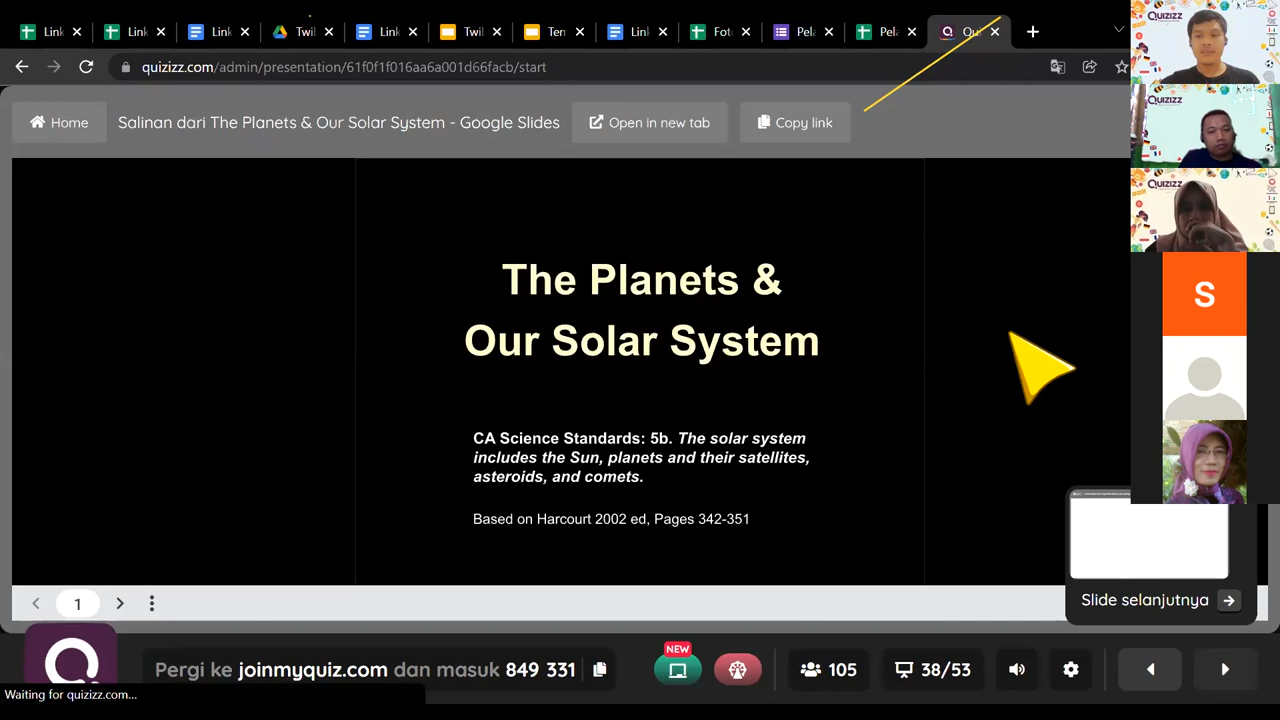 Link
Link
Link
Twil
Link
Twil
Tem
Link
Fot
Pela
Pela
Qui
quizizz.com/admin/presentation/61f0f1f016aa6a001d66facb/start
Home
Salinan dari The Planets & Our Solar System - Google Slides
Open in new tab
Copy link
QUIZIZZ
QUIZIZZ
QUIZIZZ
S
The Planets &
Our Solar System
CA Science Standards: 5b. The solar system
includes the Sun, planets and their satellites,
asteroids, and comets.
Based on Harcourt 2002 ed, Pages 342-351
1
Slide selanjutnya
NEW
Pergi ke joinmyquiz.com dan masuk 849 331
105
38/53
Waiting for quizizz.com...